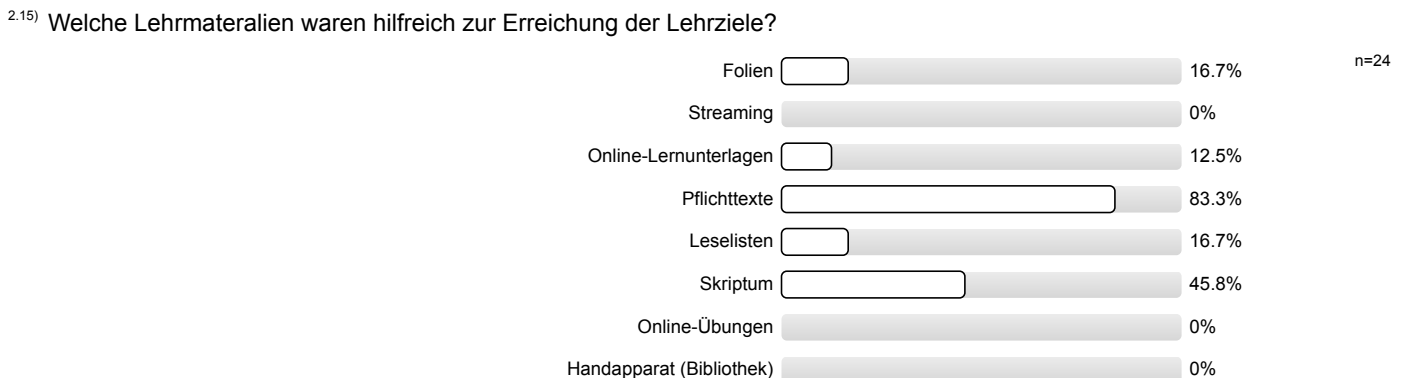 2.15) Welche Lehrmateralien waren hilfreich zur Erreichung der Lehrziele?
n=24
Folien 16.7%
Streaming 0%
Online-Lernunterlagen 12.5%
Pflichttexte 83.3%
Leselisten 16.7%
Skriptum 45.8%
Online-Übungen 0%
Handapparat (Bibliothek) 0%